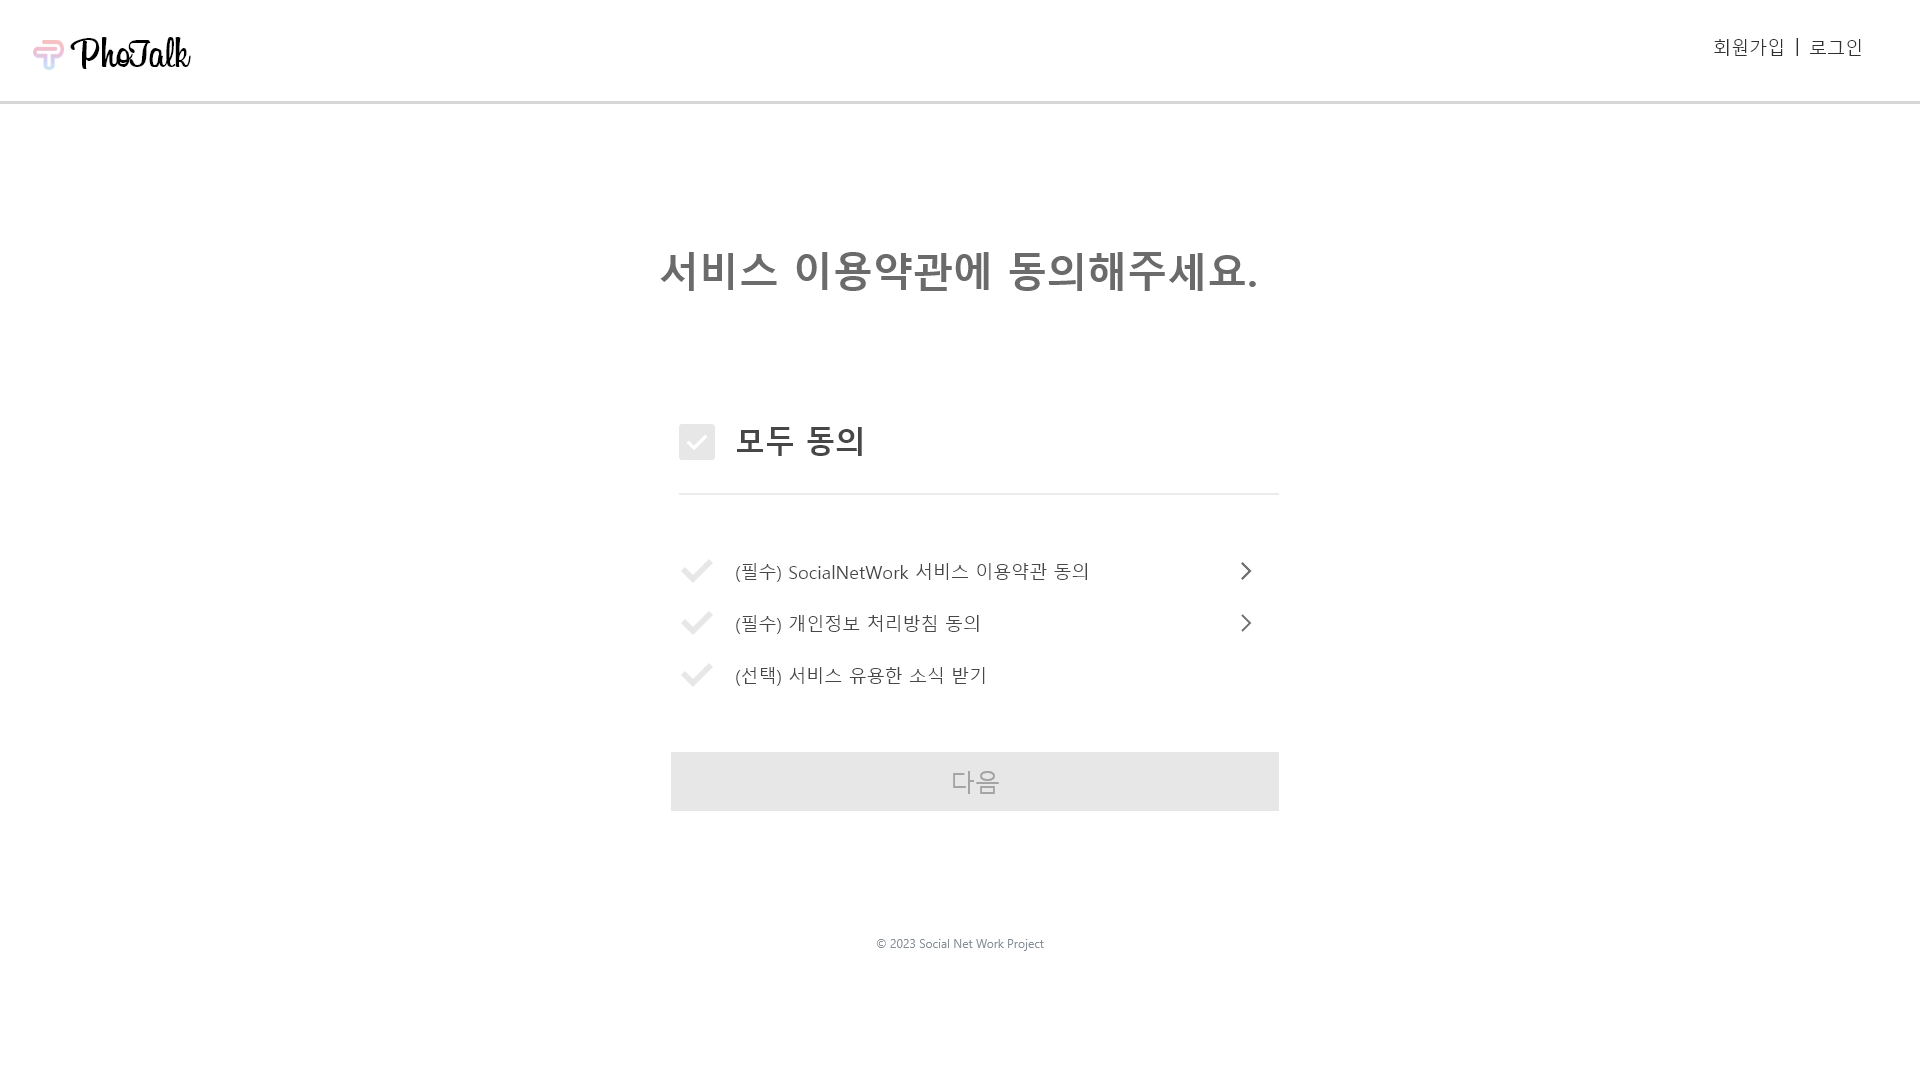 PhoTalk
회원가입 | 로그인
서비스 이용약관에 동의해주세요.
모두 동의
(필수) SocialNetWork 서비스 이용약관 동의
(필수) 개인정보 처리방침 동의
(선택) 서비스 유용한 소식 받기
다음
© 2023 Social Net Work Project